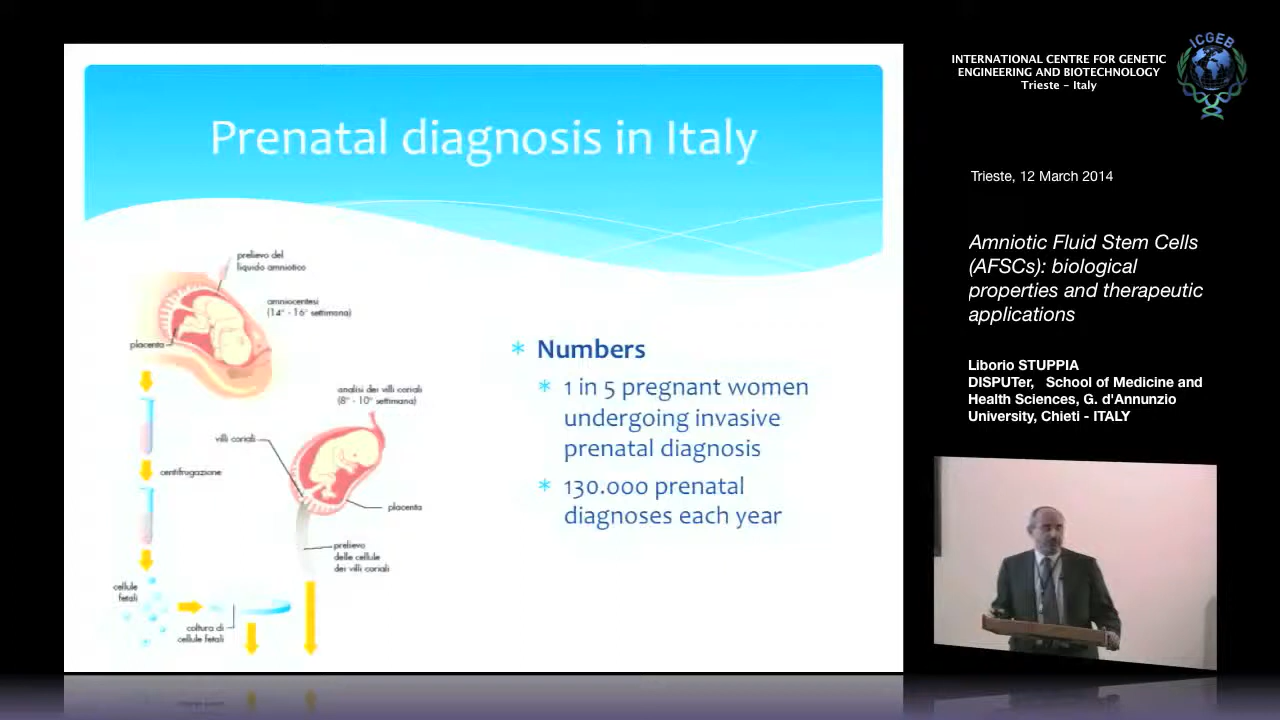 Prenatal diagnosis in Italy
prelievo del
liquido amniotico
amniocentesi
(14° - 16° settimana)
placenta
analisi dei villi coriali
(8° - 10° settimana)
villi coriali
centifrugazione
placenta
prelievo
delle cellule
dei villi coriali
cellule
fetali
coltura di
cellule fetali
Numbers
1 in 5 pregnant women
undergoing invasive
prenatal diagnosis
130.000 prenatal
diagnoses each year
INTERNATIONAL CENTRE FOR GENETIC
ENGINEERING AND BIOTECHNOLOGY
Trieste – Italy
ICGEB
Trieste, 12 March 2014
Amniotic Fluid Stem Cells
(AFSCs): biological
properties and therapeutic
applications
Liborio STUPPIA
DISPUTer, School of Medicine and
Health Sciences, G. d'Annunzio
University, Chieti - ITALY